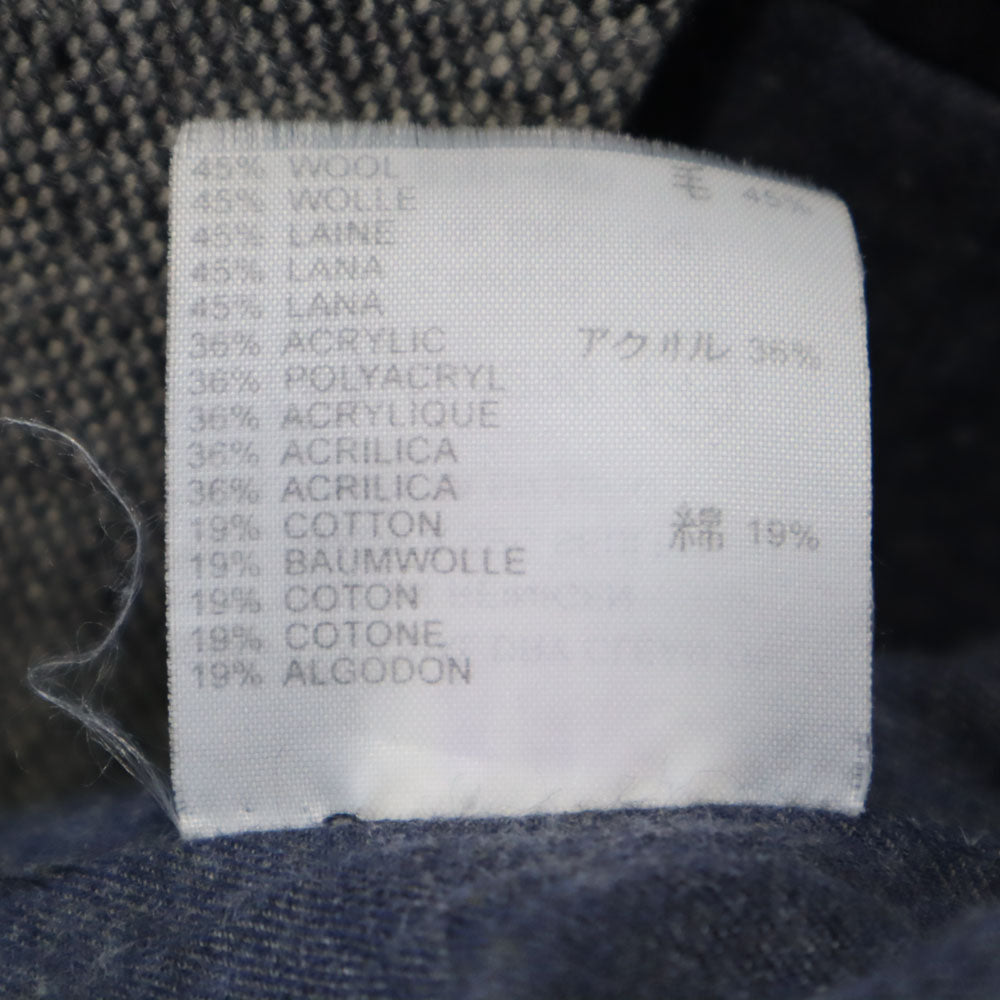 45% WOOL 毛 45%
45% WOLLE
45% LAINE
45% LANA
45% LANA
36% ACRYLIC アクリル 36%
36% POLYACRYL
36% ACRYLIQUE
36% ACRILICA
36% ACRILICA
19% COTTON 綿 19%
19% BAUMWOLLE
19% COTON
19% COTONE
19% ALGODON